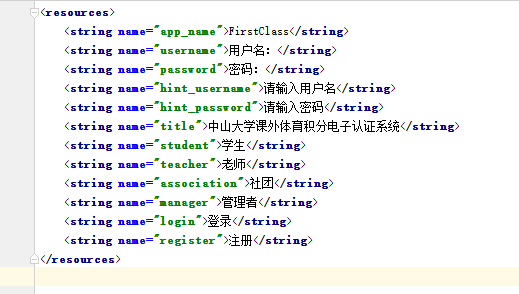 <resources>
<string name="app_name">FirstClass</string>
<string name="username">用户名：</string>
<string name="password">密码：</string>
<string name="hint_username">请输入用户名</string>
<string name="hint_password">请输入密码</string>
<string name="title">中山大学课外体育积分电子认证系统</string>
<string name="student">学生</string>
<string name="teacher">老师</string>
<string name="association">社团</string>
<string name="manager">管理者</string>
<string name="login">登录</string>
<string name="register">注册</string>
</resources>